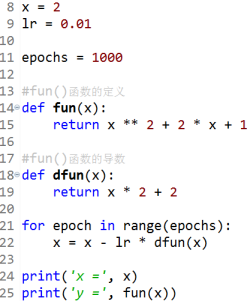 8 x = 2
9 lr = 0.01
10
11 epochs = 1000
12
13 #fun()函数的定义
14 def fun(x):
15     return x ** 2 + 2 * x + 1
16
17 #fun()函数的导数
18 def dfun(x):
19     return x * 2 + 2
20
21 for epoch in range(epochs):
22     x = x - lr * dfun(x)
23
24 print('x =', x)
25 print('y =', fun(x))